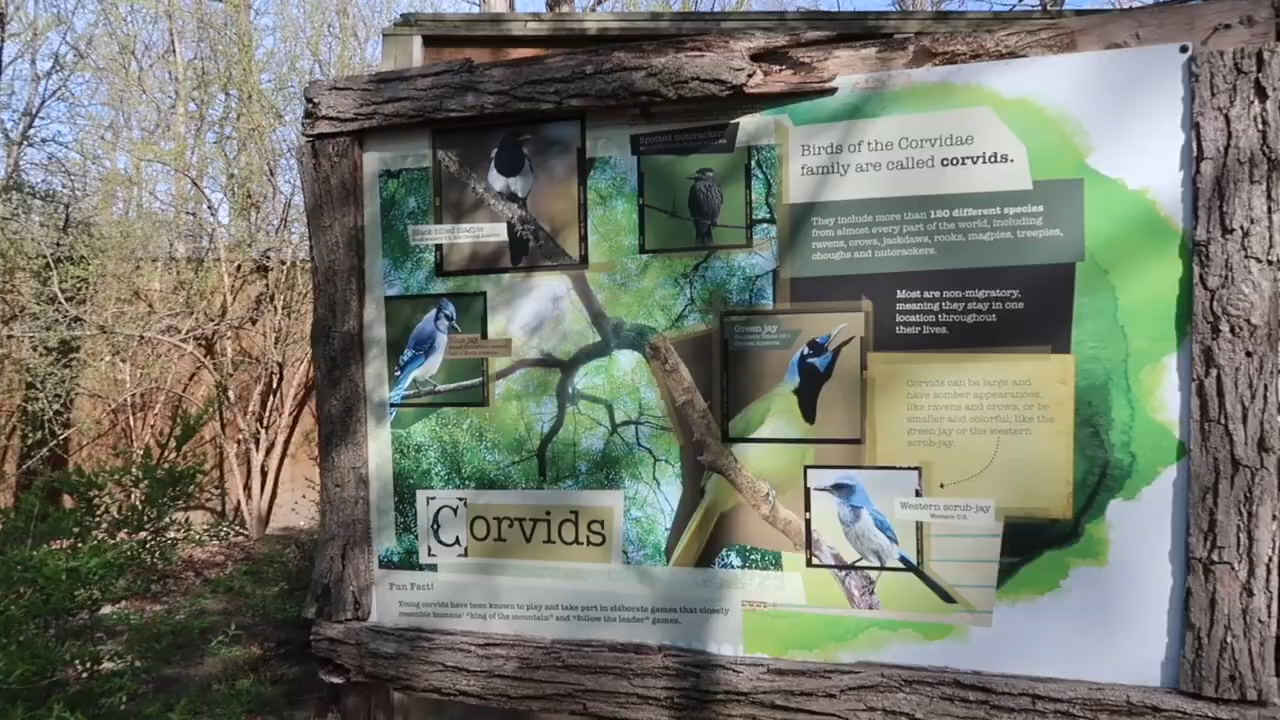 Spotted nutcracker
Black billed magpie
Birds of the Corvidae
family are called corvids.
They include more than 120 different species
from almost every part of the world, including
ravens, crows, jackdaws, rooks, magpies, treepies,
choughs and nutcrackers.
Most are non-migratory,
meaning they stay in one
location throughout
their lives.
Blue jay
Green jay
Central America
Corvids can be large and
have somber appearances,
like ravens and crows, or be
smaller and colorful, like the
green jay or the western
scrub-jay.
Western scrub-jay
Western U.S.
Corvids
Fun Fact!
Young corvids have been known to play and take part in elaborate games that closely
resemble humans' "king of the mountain" and "follow the leader" games.